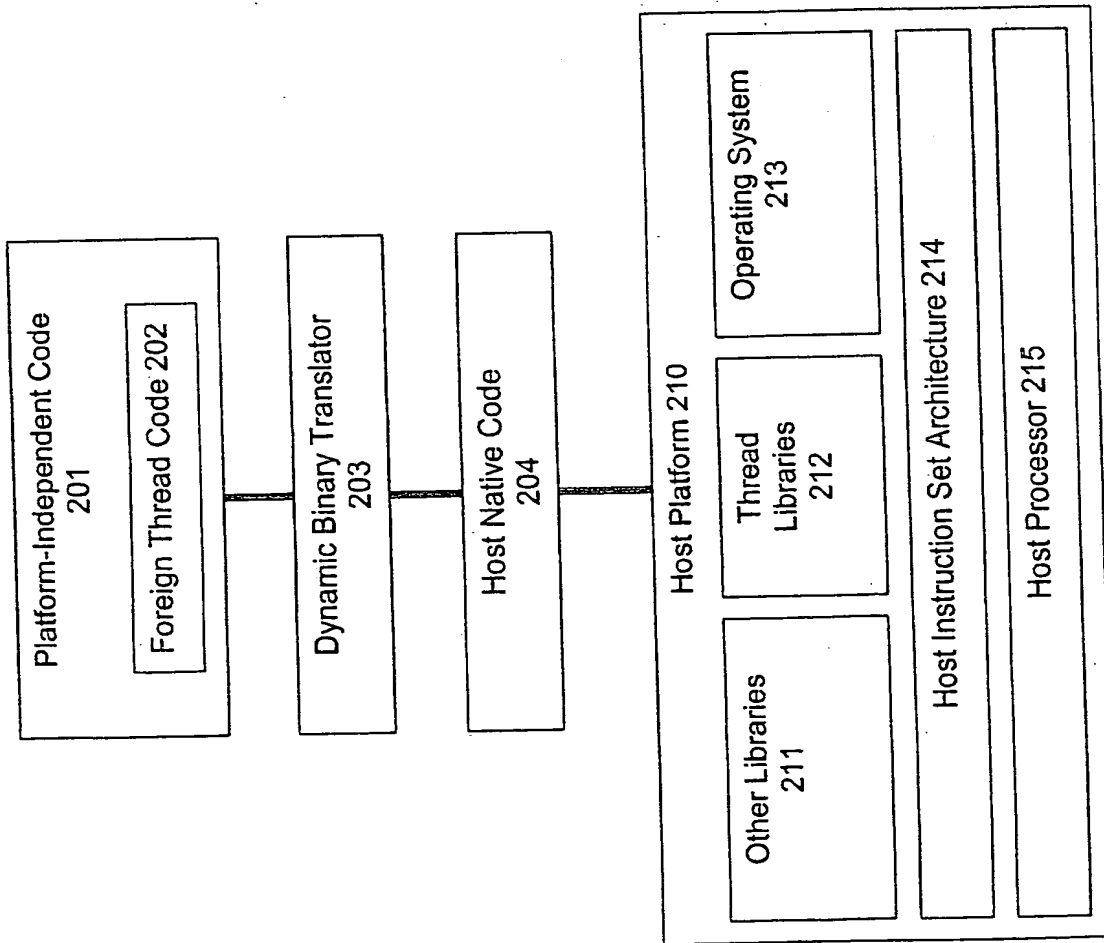 Platform-Independent Code
201
Foreign Thread Code 202
Dynamic Binary Translator
203
Host Native Code
204
Host Platform 210
Other Libraries
211
Thread
Libraries
212
Operating System
213
Host Instruction Set Architecture 214
Host Processor 215